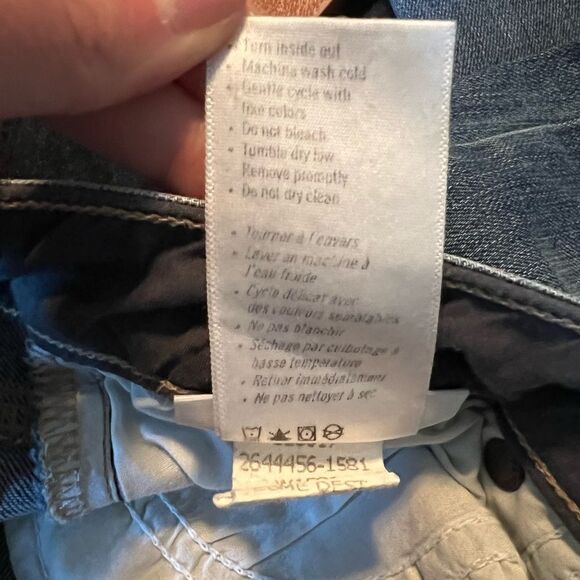 • Turn inside out
• Machine wash cold
• Gentle cycle with
like colors
• Do not bleach
• Tumble dry low
Remove promptly
• Do not dry clean
• Tourner à l'envers
• Laver en machine à
l'eau froide
• Cycle délicat avec
des couleurs semblables
• Ne pas blanchir
• Séchage par culbutage à
basse température
• Retirer immédiatement
• Ne pas nettoyer à sec
2644456-1581